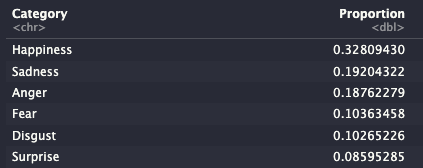 Category Proportion
<chr> <dbl>
Happiness 0.32809430
Sadness 0.19204322
Anger 0.18762279
Fear 0.10363458
Disgust 0.10265226
Surprise 0.08595285